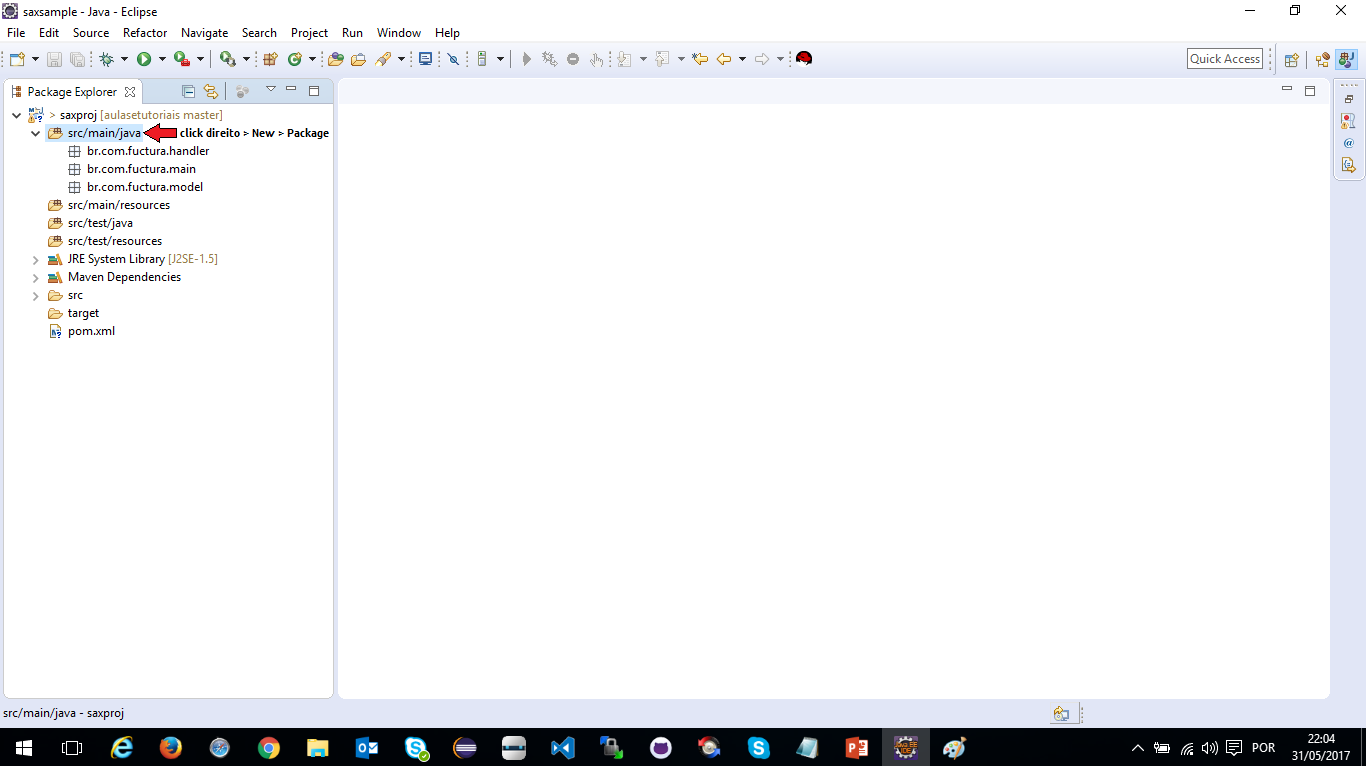 saxsample - Java - Eclipse
File Edit Source Refactor Navigate Search Project Run Window Help
Quick Access
Package Explorer
> saxproj [aulasetutoriais master]
src/main/java click direito > New > Package
br.com.fuctura.handler
br.com.fuctura.main
br.com.fuctura.model
src/main/resources
src/test/java
src/test/resources
JRE System Library [J2SE-1.5]
Maven Dependencies
src
target
pom.xml
src/main/java - saxproj
POR
22:04
31/05/2017